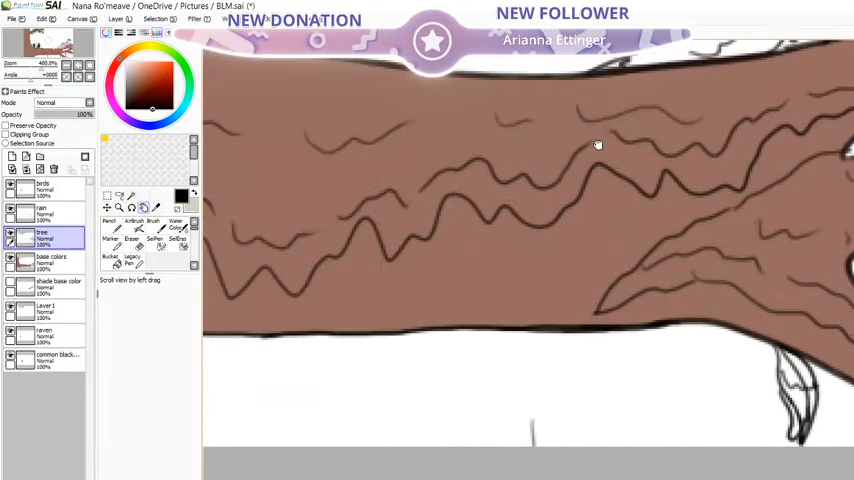 PaintTool SAI Nana Ro'meave / OneDrive / Pictures / BLM.sai (*)
File (F) Edit (E) Canvas (C) Layer (L) Selection (S) Filter (T)
NEW DONATION
NEW FOLLOWER
Arianna Ettinger
Zoom 400.0%
Angle +0005
Paints Effect
Mode Normal
Opacity 100%
Preserve Opacity
Clipping Group
Selection Source
birds
Normal
100%
rain
Normal
100%
tree
Normal
100%
base colors
Normal
100%
shade base color
Normal
100%
Layer1
Normal
100%
raven
Normal
100%
common black...
Normal
100%
Pencil AirBrush Brush Water Color
Marker Eraser SelPen SelEras
Bucket Legacy Pen
Scroll view by left drag